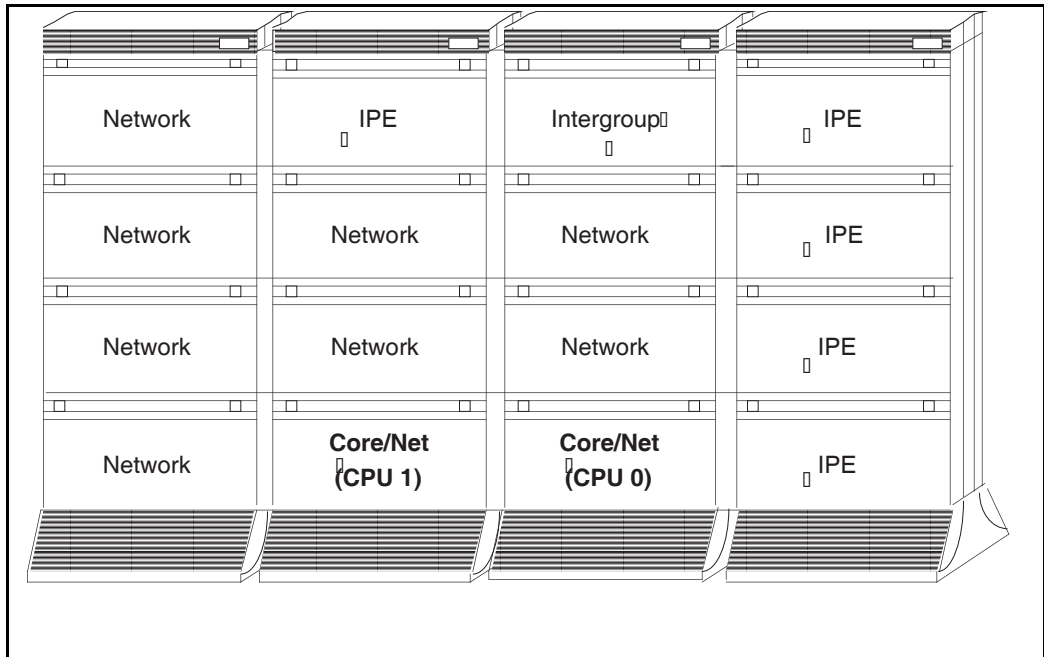 Network
IPE
Intergroup
IPE
Network
Network
Network
IPE
Network
Network
Network
IPE
Network
Core/Net
(CPU 1)
Core/Net
(CPU 0)
IPE